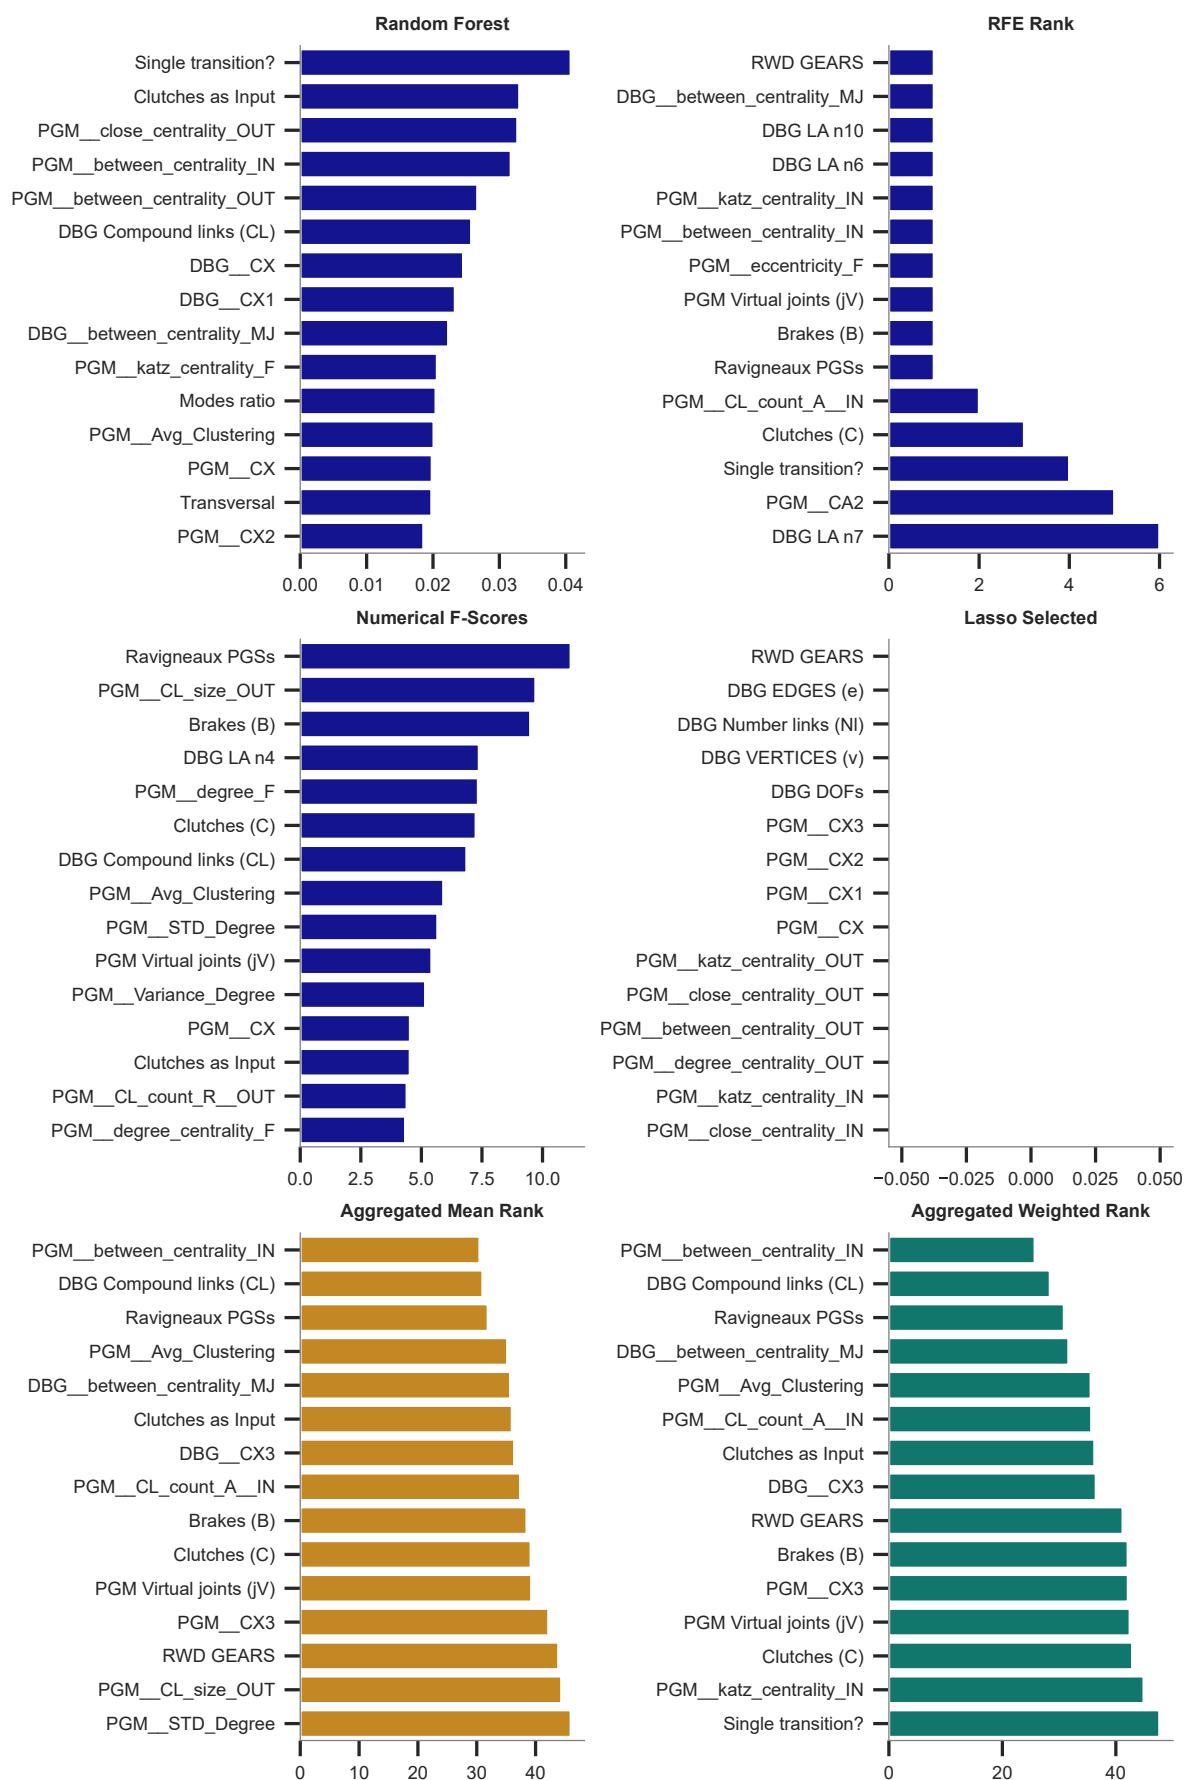 Random Forest
Single transition?
Clutches as Input
PGM__close_centrality_OUT
PGM__between_centrality_IN
PGM__between_centrality_OUT
DBG Compound links (CL)
DBG__CX
DBG__CX1
DBG__between_centrality_MJ
PGM__katz_centrality_F
Modes ratio
PGM__Avg_Clustering
PGM__CX
Transversal
PGM__CX2
0.00 0.01 0.02 0.03 0.04
RFE Rank
RWD GEARS
DBG__between_centrality_MJ
DBG LA n10
DBG LA n6
PGM__katz_centrality_IN
PGM__between_centrality_IN
PGM__eccentricity_F
PGM Virtual joints (jV)
Brakes (B)
Ravigneaux PGSs
PGM__CL_count_A__IN
Clutches (C)
Single transition?
PGM__CA2
DBG LA n7
0 2 4 6
Numerical F-Scores
Ravigneaux PGSs
PGM__CL_size_OUT
Brakes (B)
DBG LA n4
PGM__degree_F
Clutches (C)
DBG Compound links (CL)
PGM__Avg_Clustering
PGM__STD_Degree
PGM Virtual joints (jV)
PGM__Variance_Degree
PGM__CX
Clutches as Input
PGM__CL_count_R__OUT
PGM__degree_centrality_F
0.0 2.5 5.0 7.5 10.0
Lasso Selected
RWD GEARS
DBG EDGES (e)
DBG Number links (Nl)
DBG VERTICES (v)
DBG DOFs
PGM__CX3
PGM__CX2
PGM__CX1
PGM__CX
PGM__katz_centrality_OUT
PGM__close_centrality_OUT
PGM__between_centrality_OUT
PGM__degree_centrality_OUT
PGM__katz_centrality_IN
PGM__close_centrality_IN
−0.050 −0.025 0.000 0.025 0.050
Aggregated Mean Rank
PGM__between_centrality_IN
DBG Compound links (CL)
Ravigneaux PGSs
PGM__Avg_Clustering
DBG__between_centrality_MJ
Clutches as Input
DBG__CX3
PGM__CL_count_A__IN
Brakes (B)
Clutches (C)
PGM Virtual joints (jV)
PGM__CX3
RWD GEARS
PGM__CL_size_OUT
PGM__STD_Degree
0 10 20 30 40
Aggregated Weighted Rank
PGM__between_centrality_IN
DBG Compound links (CL)
Ravigneaux PGSs
DBG__between_centrality_MJ
PGM__Avg_Clustering
PGM__CL_count_A__IN
Clutches as Input
DBG__CX3
RWD GEARS
Brakes (B)
PGM__CX3
PGM Virtual joints (jV)
Clutches (C)
PGM__katz_centrality_IN
Single transition?
0 20 40